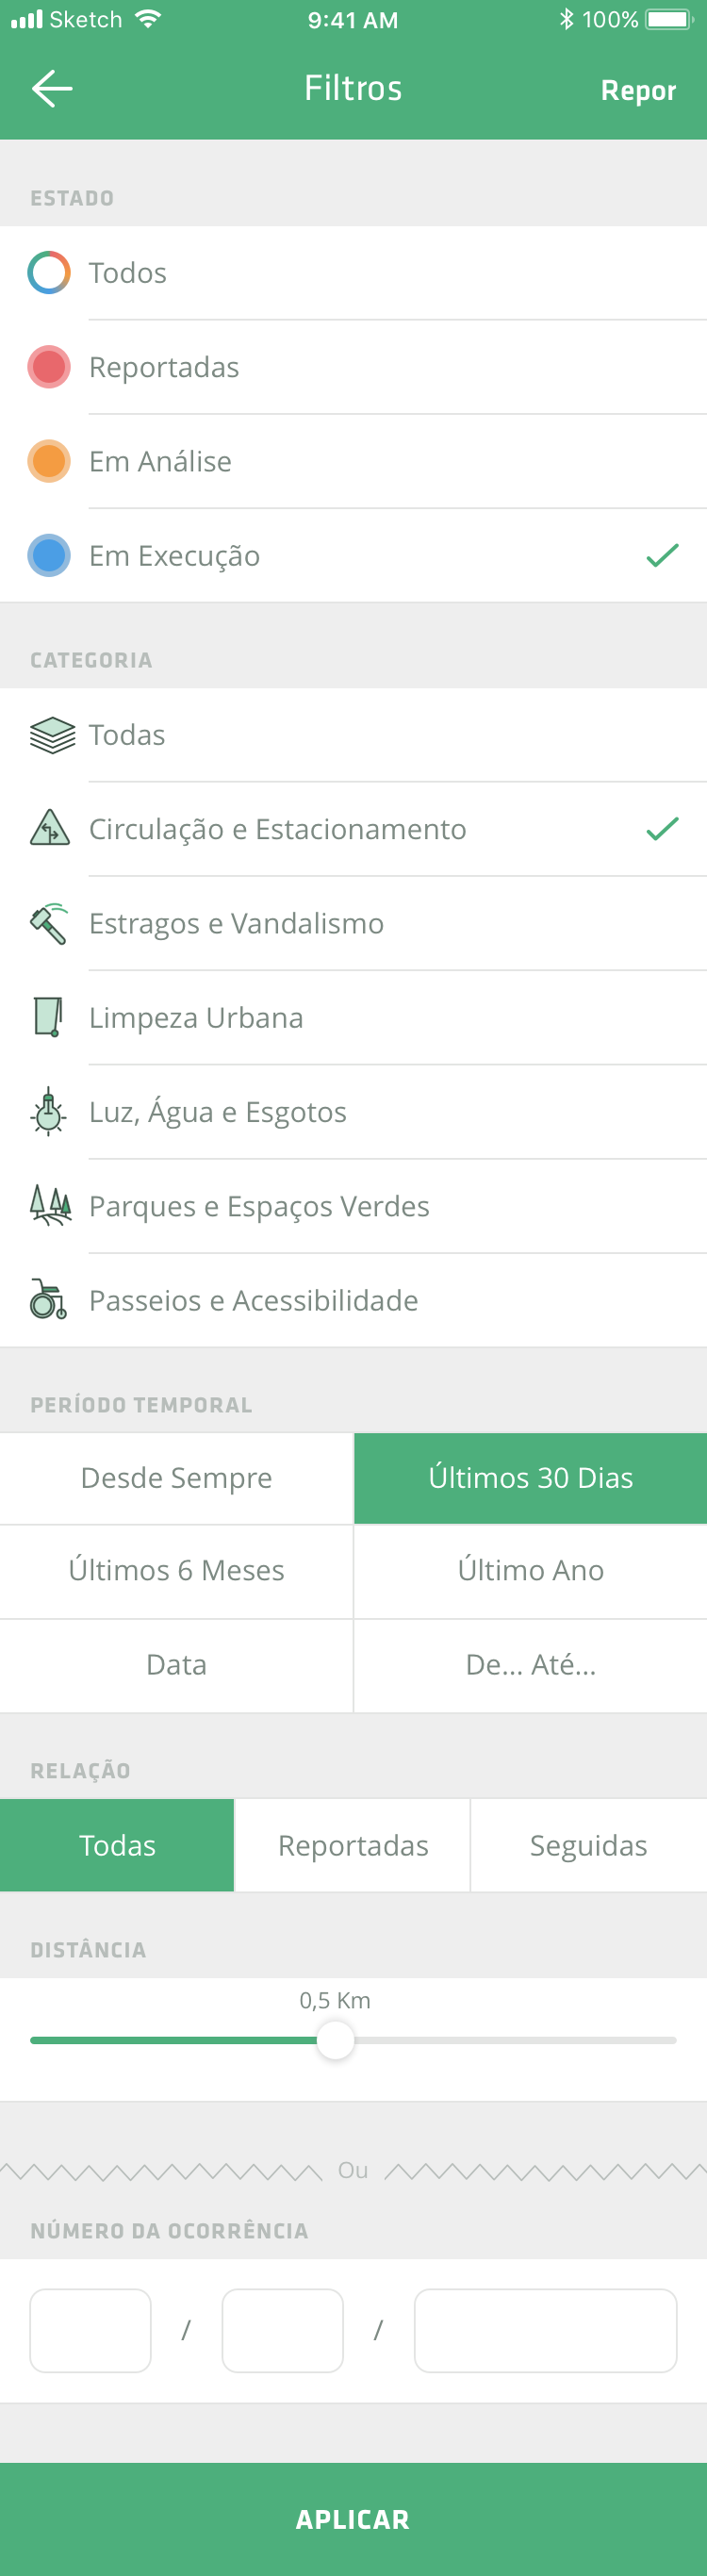 Sketch 9:41 AM 100%
Filtros Repor
ESTADO
Todos
Reportadas
Em Análise
Em Execução
CATEGORIA
Todas
Circulação e Estacionamento
Estragos e Vandalismo
Limpeza Urbana
Luz, Água e Esgotos
Parques e Espaços Verdes
Passeios e Acessibilidade
PERÍODO TEMPORAL
Desde Sempre Últimos 30 Dias
Últimos 6 Meses Último Ano
Data De... Até...
RELAÇÃO
Todas Reportadas Seguidas
DISTÂNCIA
0,5 Km
Ou
NÚMERO DA OCORRÊNCIA
/ /
APLICAR